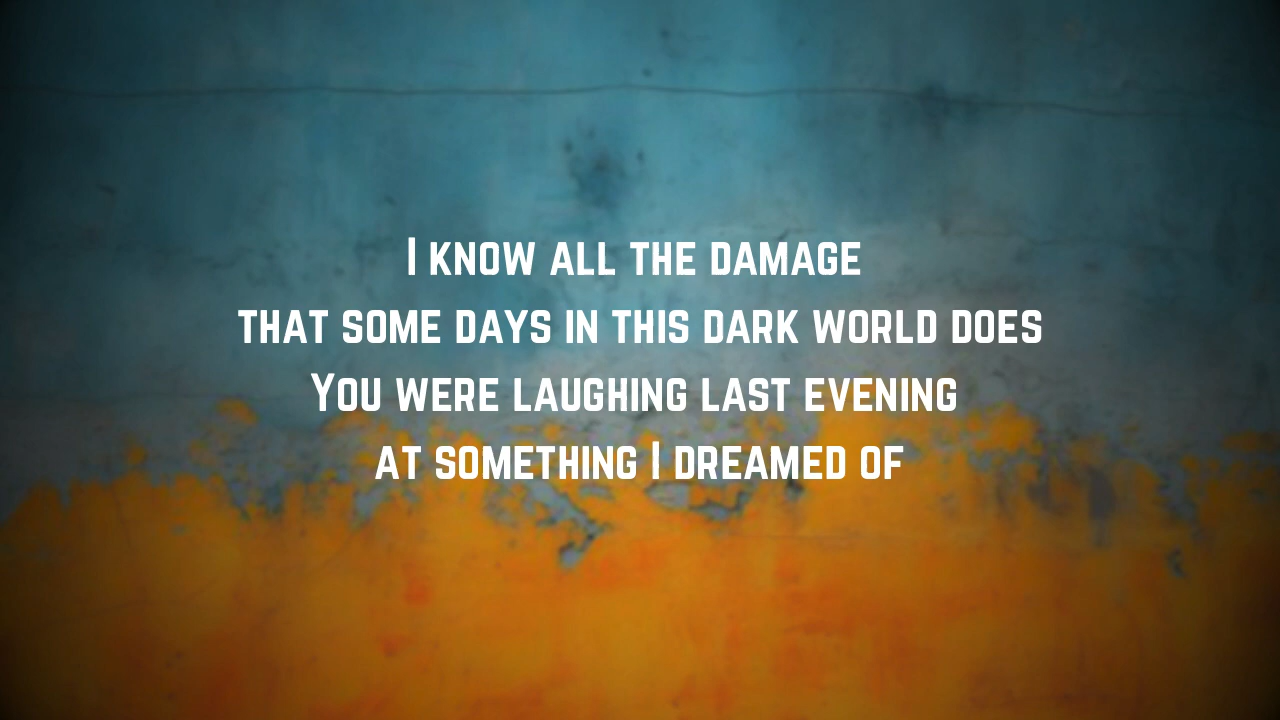 I know all the damage
that some days in this dark world does
You were laughing last evening
at something I dreamed of